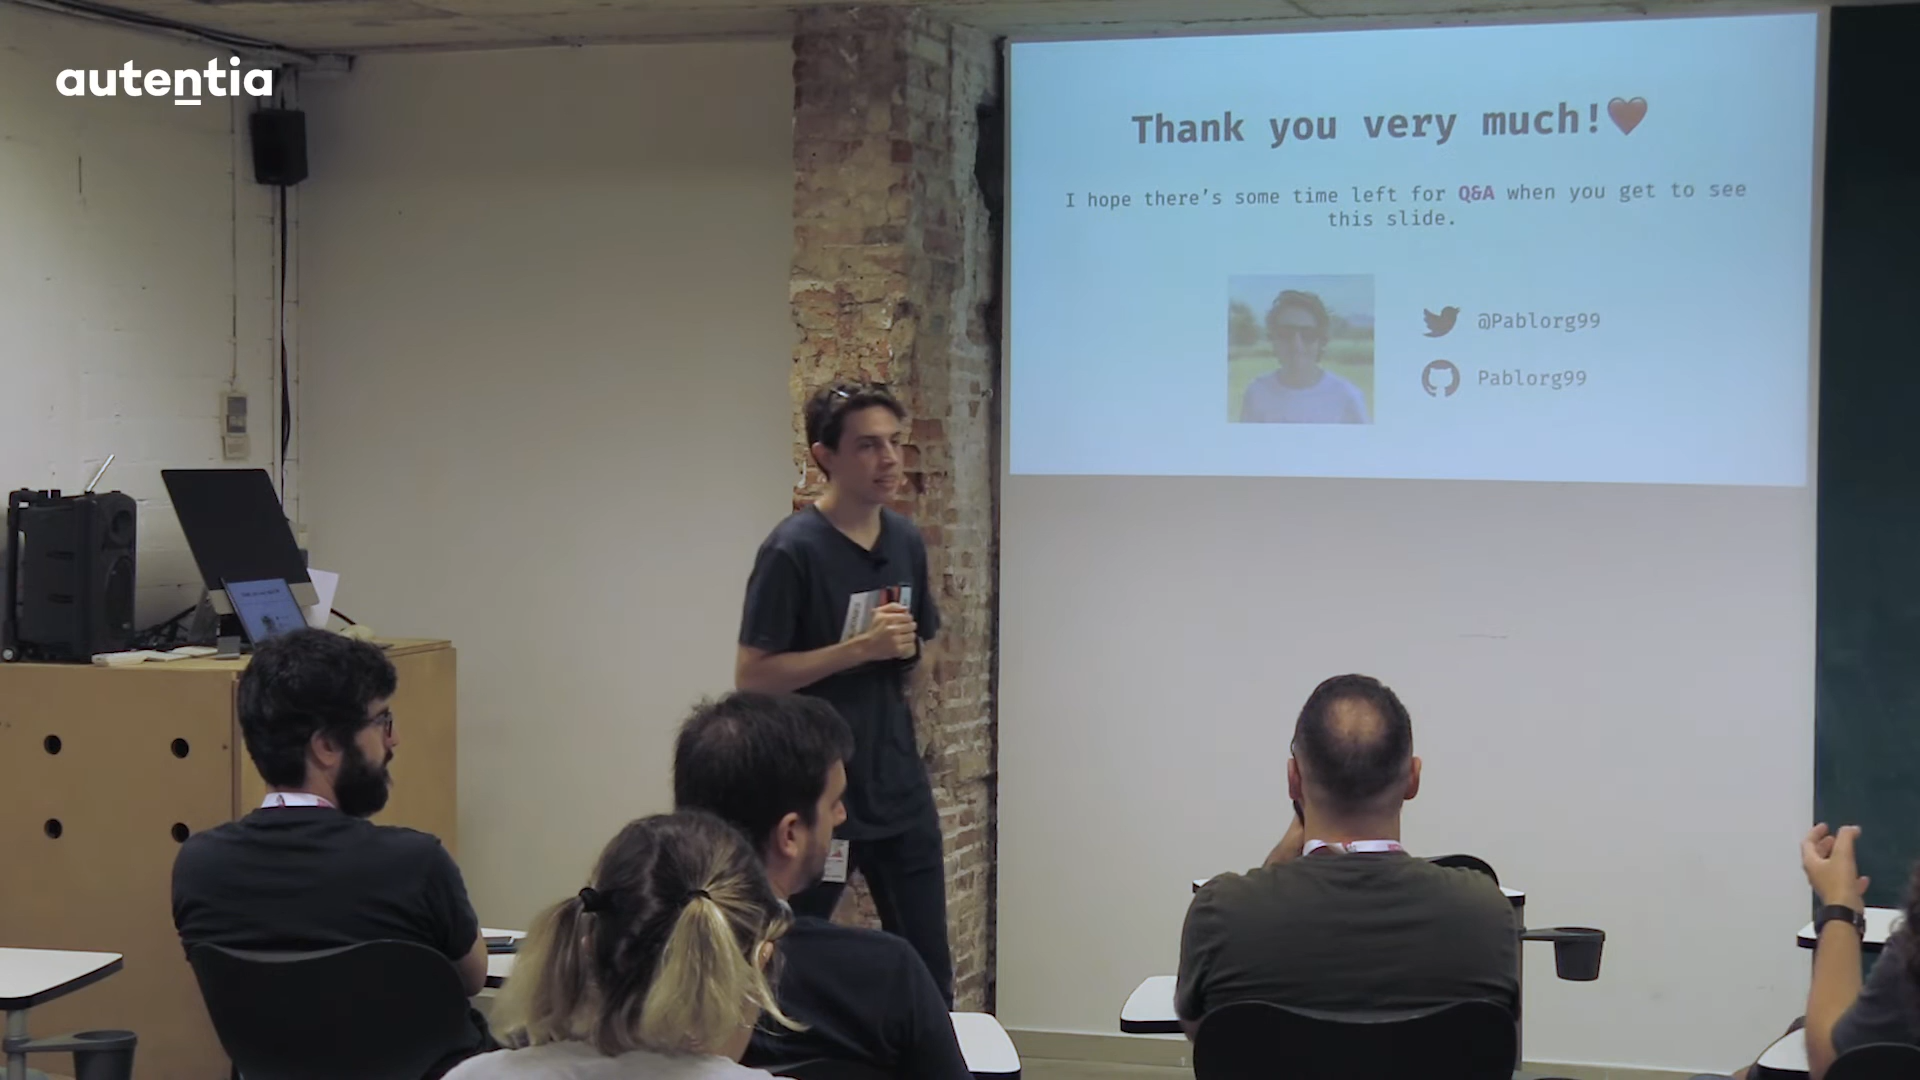 autentia
Thank you very much!❤️
I hope there's some time left for Q&A when you get to see
this slide.
@Pablorg99
Pablorg99